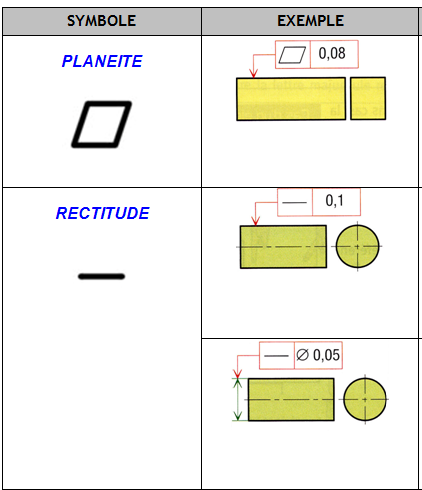 SYMBOLE EXEMPLE
PLANEITE
0,08
RECTITUDE
0,1
Ø 0,05